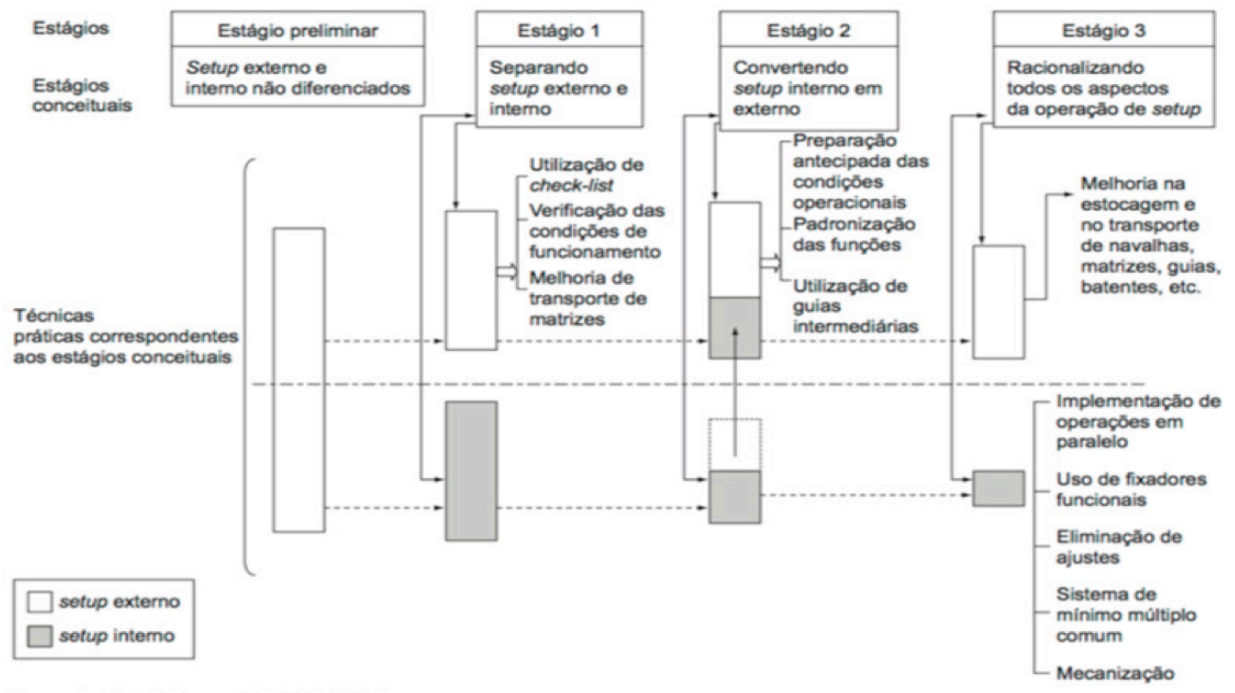 Estágios
Estágio preliminar
Estágio 1
Estágio 2
Estágio 3
Estágios
conceituais
Setup externo e
interno não diferenciados
Separando
setup externo e
interno
Convertendo
setup interno em
externo
Racionalizando
todos os aspectos
da operação de setup
Utilização de
check-list
Verificação das
condições de
funcionamento
Melhoria de
transporte de
matrizes
Preparação
antecipada das
condições
operacionais
Padronização
das funções
Utilização de
guias
intermediárias
Melhoria na
estocagem e
no transporte
de navalhas,
matrizes, guias,
batentes, etc.
Técnicas
práticas correspondentes
aos estágios conceituais
Implementação de
operações em
paralelo
Uso de fixadores
funcionais
Eliminação de
ajustes
Sistema de
mínimo múltiplo
comum
Mecanização
setup externo
setup interno